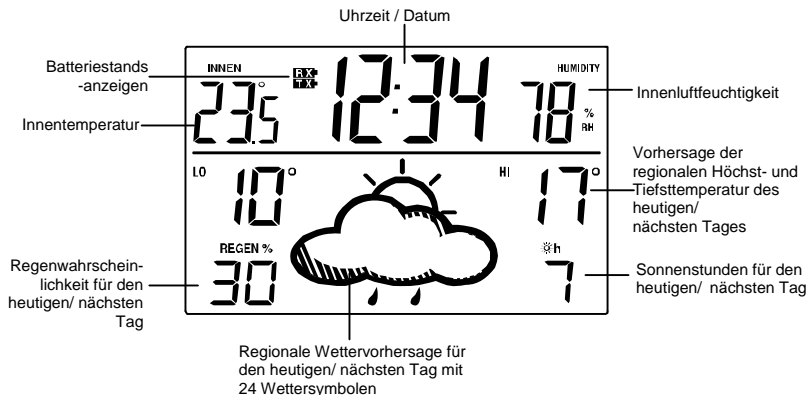 Uhrzeit / Datum
Batteriestands
-anzeigen
Innentemperatur
INNEN
23.5°
RX
TX
12:34
HUMIDITY
78
%
RH
Innenluftfeuchtigkeit
LO
10°
HI
17°
Vorhersage der
regionalen Höchst- und
Tiefsttemperatur des
heutigen/
nächsten Tages
REGEN %
30
h
7
Regenwahrschein-
lichkeit für den
heutigen/ nächsten
Tag
Sonnenstunden für den
heutigen/ nächsten Tag
Regionale Wettervorhersage für
den heutigen/ nächsten Tag mit
24 Wettersymbolen